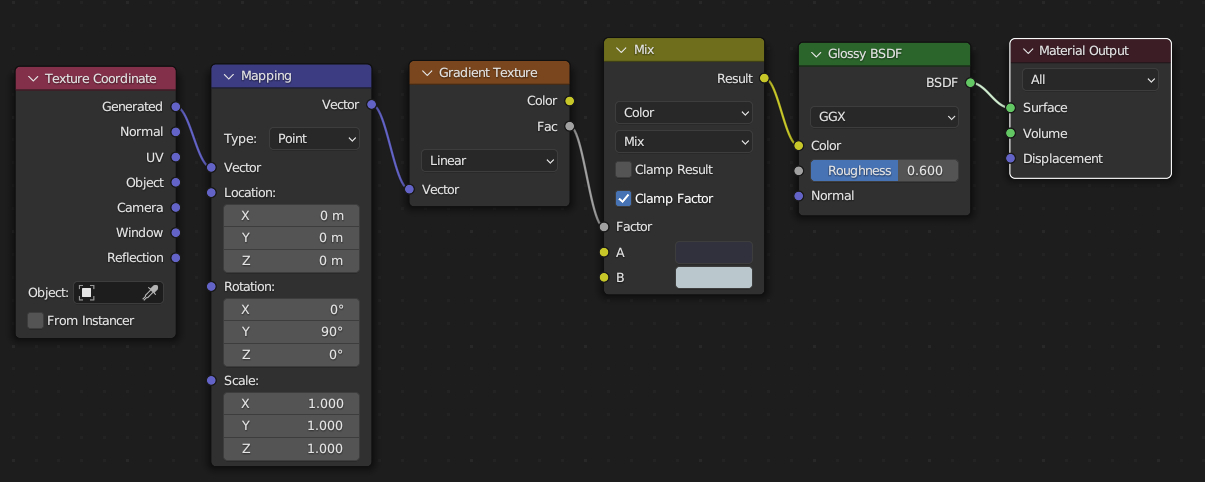 Texture Coordinate
Generated
Normal
UV
Object
Camera
Window
Reflection
Object:
From Instancer
Mapping
Vector
Type: Point
Vector
Location:
X 0 m
Y 0 m
Z 0 m
Rotation:
X 0°
Y 90°
Z 0°
Scale:
X 1.000
Y 1.000
Z 1.000
Gradient Texture
Color
Fac
Linear
Vector
Mix
Result
Color
Mix
Clamp Result
Clamp Factor
Factor
A
B
Glossy BSDF
BSDF
GGX
Color
Roughness 0.600
Normal
Material Output
All
Surface
Volume
Displacement